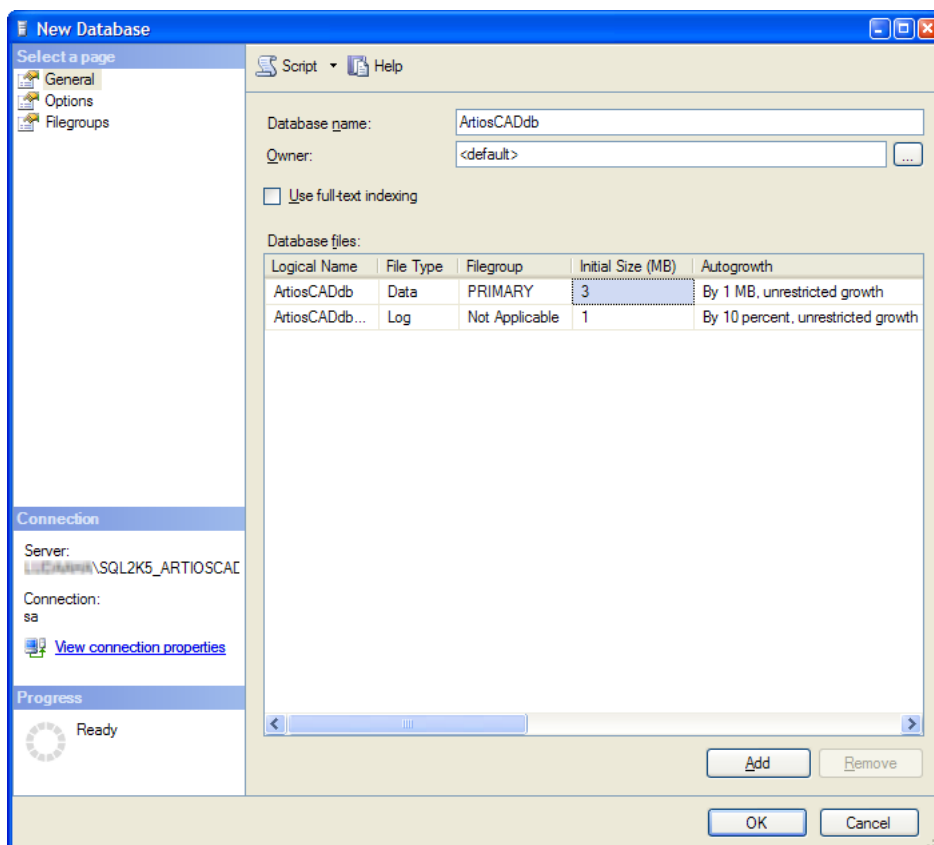 New Database
Select a page
General
Options
Filegroups
Script
Help
Database name:
ArtiosCADdb
Owner:
<default>
...
Use full-text indexing
Database files:
Logical Name File Type Filegroup Initial Size (MB) Autogrowth
ArtiosCADdb Data PRIMARY 3 By 1 MB, unrestricted growth
ArtiosCADdb... Log Not Applicable 1 By 10 percent, unrestricted growth
Connection
Server:
\SQL2K5_ARTIOSCAD
Connection:
sa
View connection properties
Progress
Ready
Add
Remove
OK
Cancel